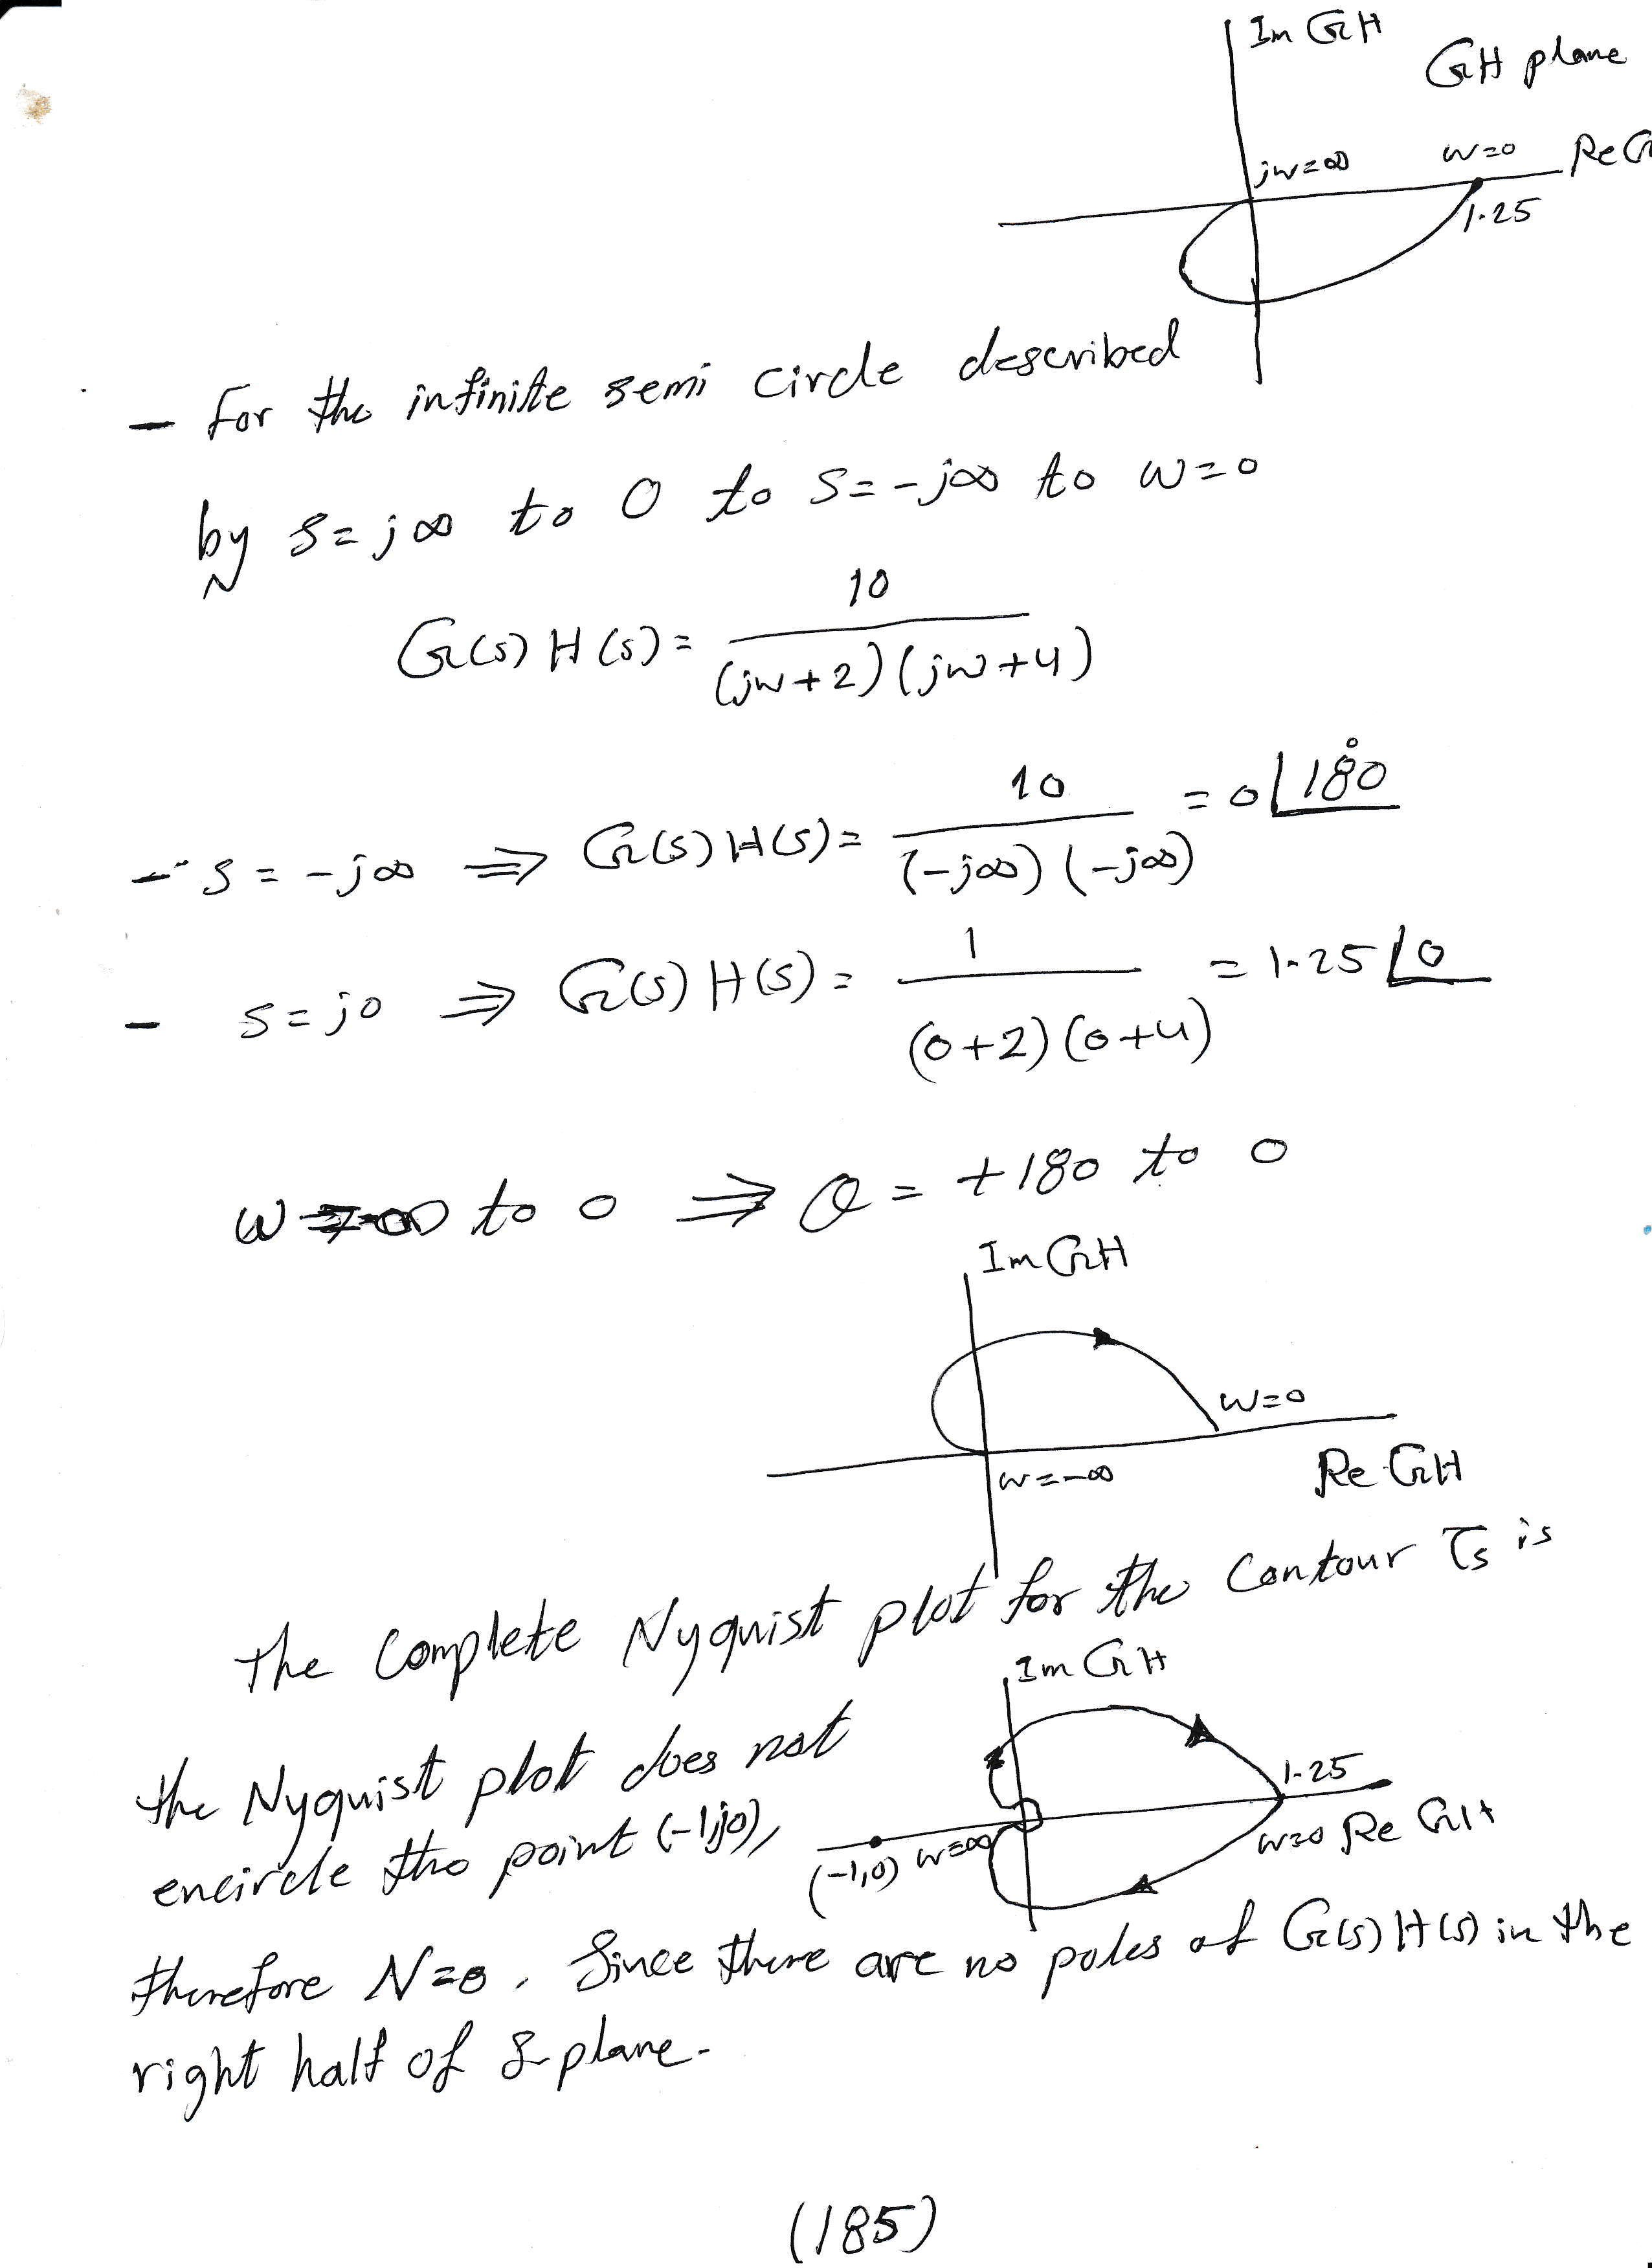 Im GH
GH plane
jw=∞
w=0
Re G
1.25
- for the infinite semi circle described
by s=j∞ to 0 to s=-j∞ to w=0
G(s) H(s) = 10 / (jw+2)(jw+4)
- s = -j∞ ⇒ G(s) H(s) = 10 / (-j∞)(-j∞) = 0∠180°
- s=j0 ⇒ G(s) H(s) = 1 / (0+2)(0+4) = 1.25∠0
w=-∞ to 0 ⇒ θ = +180 to 0
Im GH
w=0
w=-∞
Re GH
The Complete Nyquist plot for the Contour τs is
Im GH
the Nyquist plot does not
1.25
encircle the point (-1,j0),
(-1,0)
w=∞
w=0
Re GH
therefore N=0. Since there are no poles of G(s) H(s) in the
right half of s-plane.
(185)